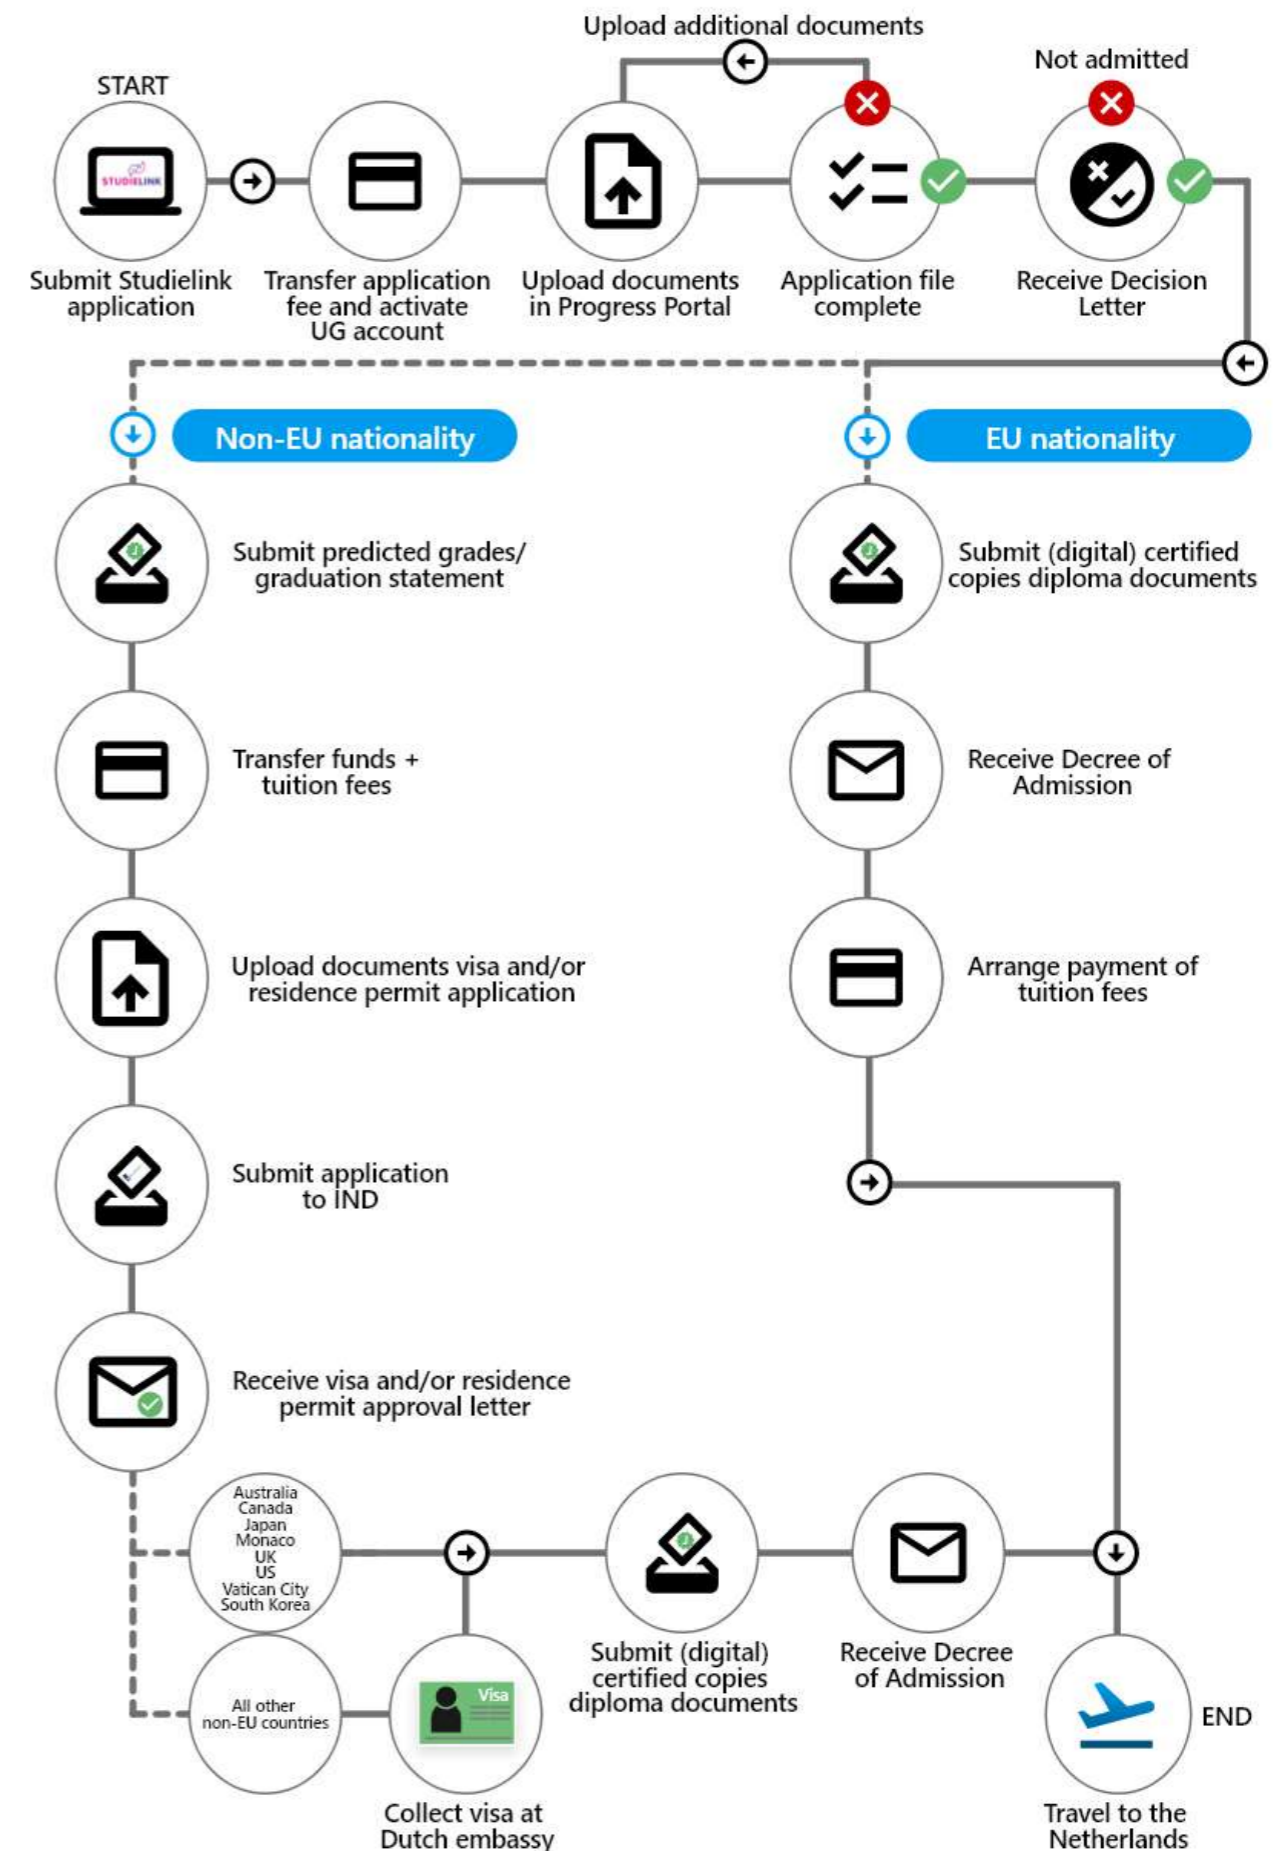 Upload additional documents
Not admitted
START
STUDIELINK
Submit Studielink
application
Transfer application
fee and activate
UG account
Upload documents
in Progress Portal
Application file
complete
Receive Decision
Letter
Non-EU nationality
EU nationality
Submit predicted grades/
graduation statement
Submit (digital) certified
copies diploma documents
Transfer funds +
tuition fees
Receive Decree of
Admission
Upload documents visa and/or
residence permit application
Arrange payment of
tuition fees
Submit application
to IND
Receive visa and/or residence
permit approval letter
Australia
Canada
Japan
Monaco
UK
US
Vatican City
South Korea
Submit (digital)
certified copies
diploma documents
Receive Decree
of Admission
All other
non-EU countries
Visa
END
Collect visa at
Dutch embassy
Travel to the
Netherlands